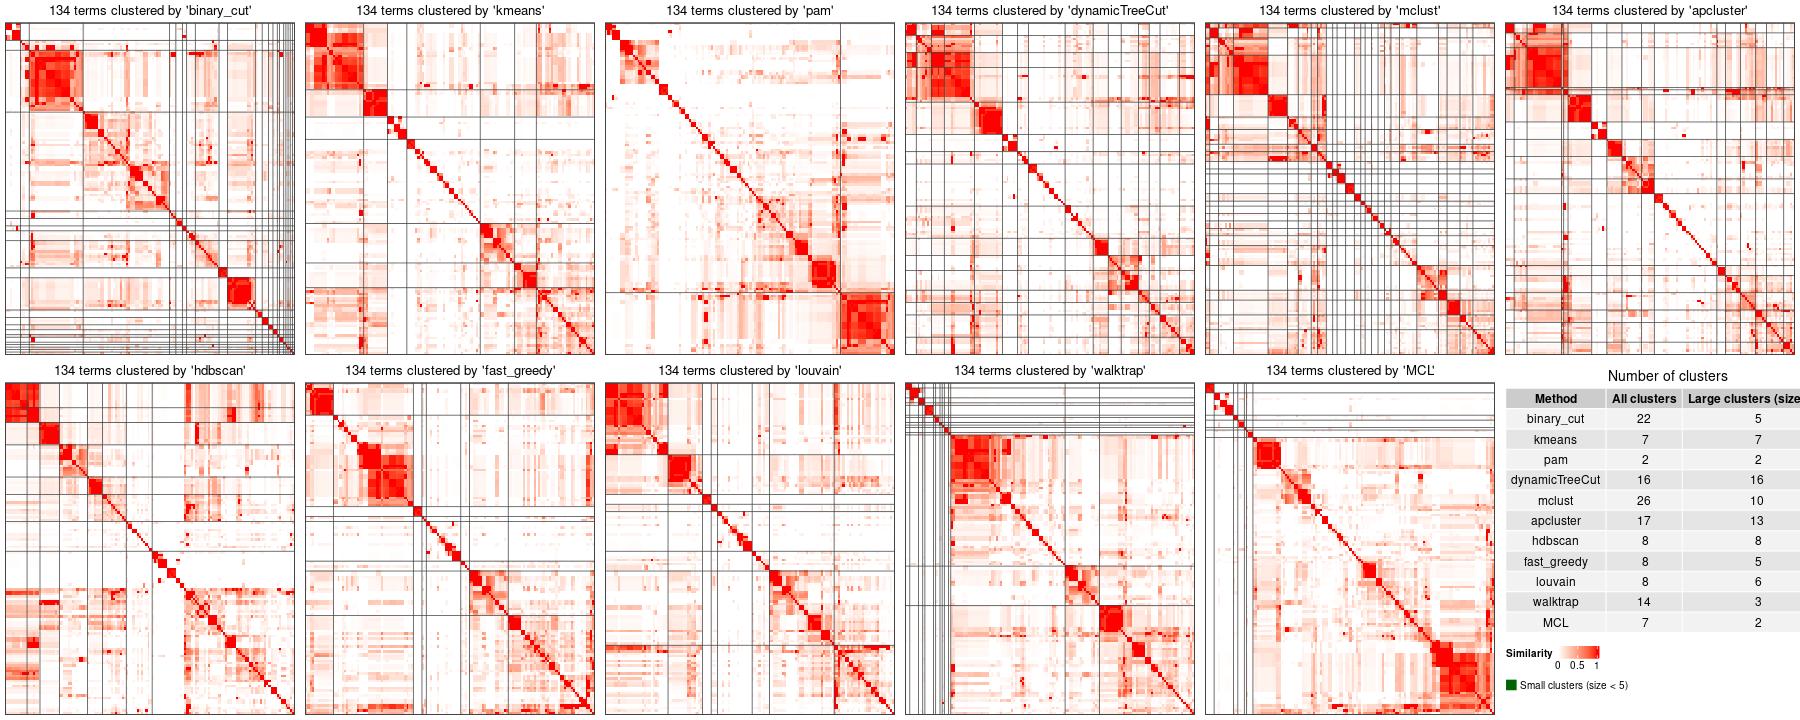 134 terms clustered by 'binary_cut'
134 terms clustered by 'kmeans'
134 terms clustered by 'pam'
134 terms clustered by 'dynamicTreeCut'
134 terms clustered by 'mclust'
134 terms clustered by 'apcluster'
134 terms clustered by 'hdbscan'
134 terms clustered by 'fast_greedy'
134 terms clustered by 'louvain'
134 terms clustered by 'walktrap'
134 terms clustered by 'MCL'
Number of clusters
Method All clusters Large clusters (size
binary_cut 22 5
kmeans 7 7
pam 2 2
dynamicTreeCut 16 16
mclust 26 10
apcluster 17 13
hdbscan 8 8
fast_greedy 8 5
louvain 8 6
walktrap 14 3
MCL 7 2
Similarity
0 0.5 1
Small clusters (size < 5)